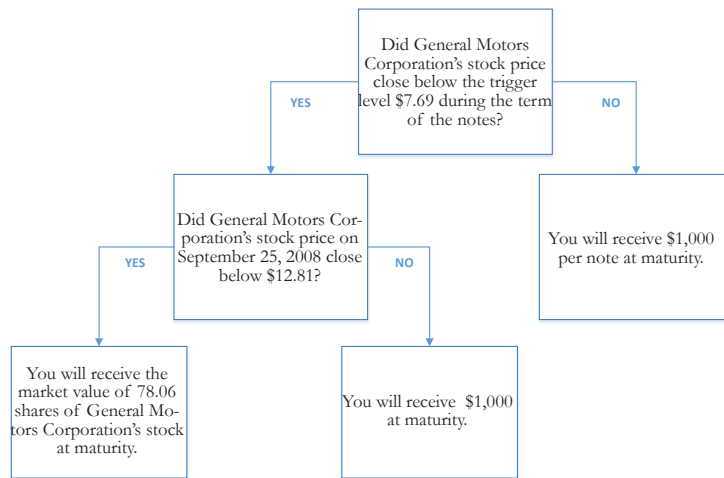 Did General Motors
Corporation's stock price
close below the trigger
level $7.69 during the term
of the notes?
YES
NO
Did General Motors Cor-
poration's stock price on
September 25, 2008 close
below $12.81?
You will receive $1,000
per note at maturity.
YES
NO
You will receive the
market value of 78.06
shares of General Mo-
tors Corporation's stock
at maturity.
You will receive $1,000
at maturity.